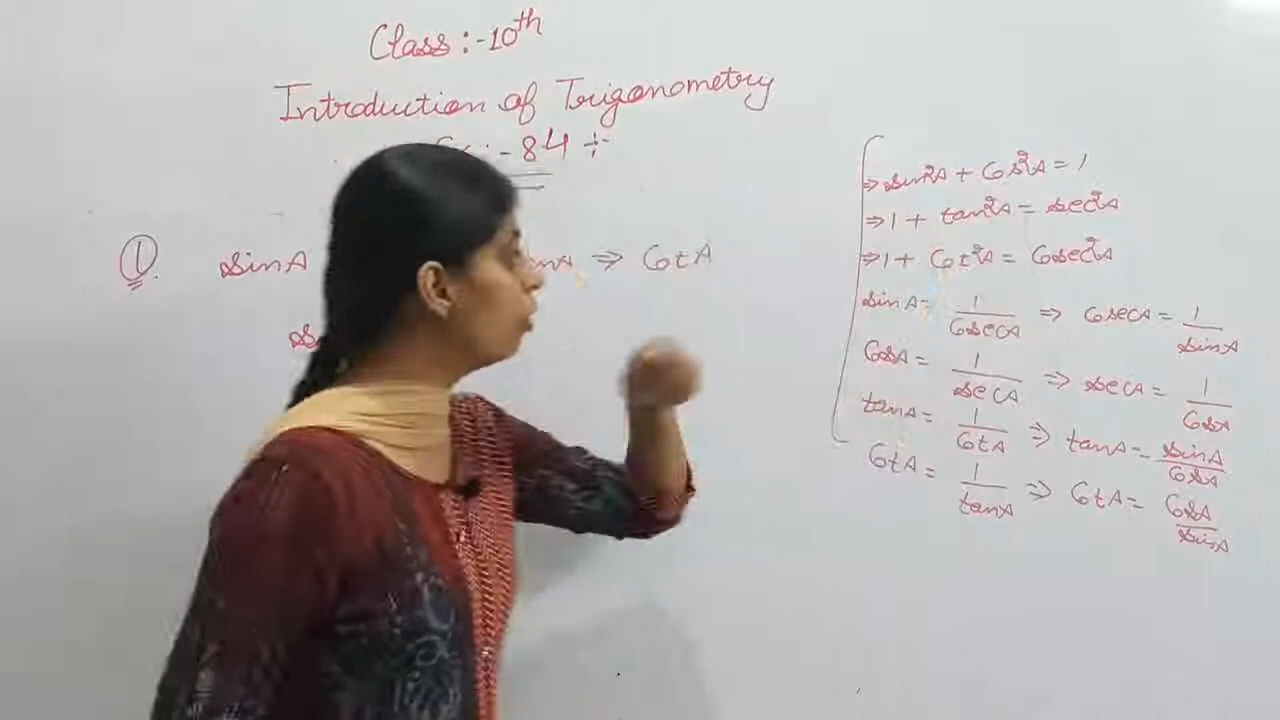 Class :- 10th
Introduction of Trigonometry
:- 84 ÷
① sinA ⇒ CotA
⇒ sin²A + Cos²A = 1
⇒ 1 + tan²A = sec²A
⇒ 1 + Cot²A = Cosec²A
sinA = 1/CosecA ⇒ CosecA = 1/sinA
CosA = 1/secA ⇒ secA = 1/CosA
tanA = 1/CotA ⇒ tanA = sinA/CosA
CotA = 1/tanA ⇒ CotA = CosA/sinA